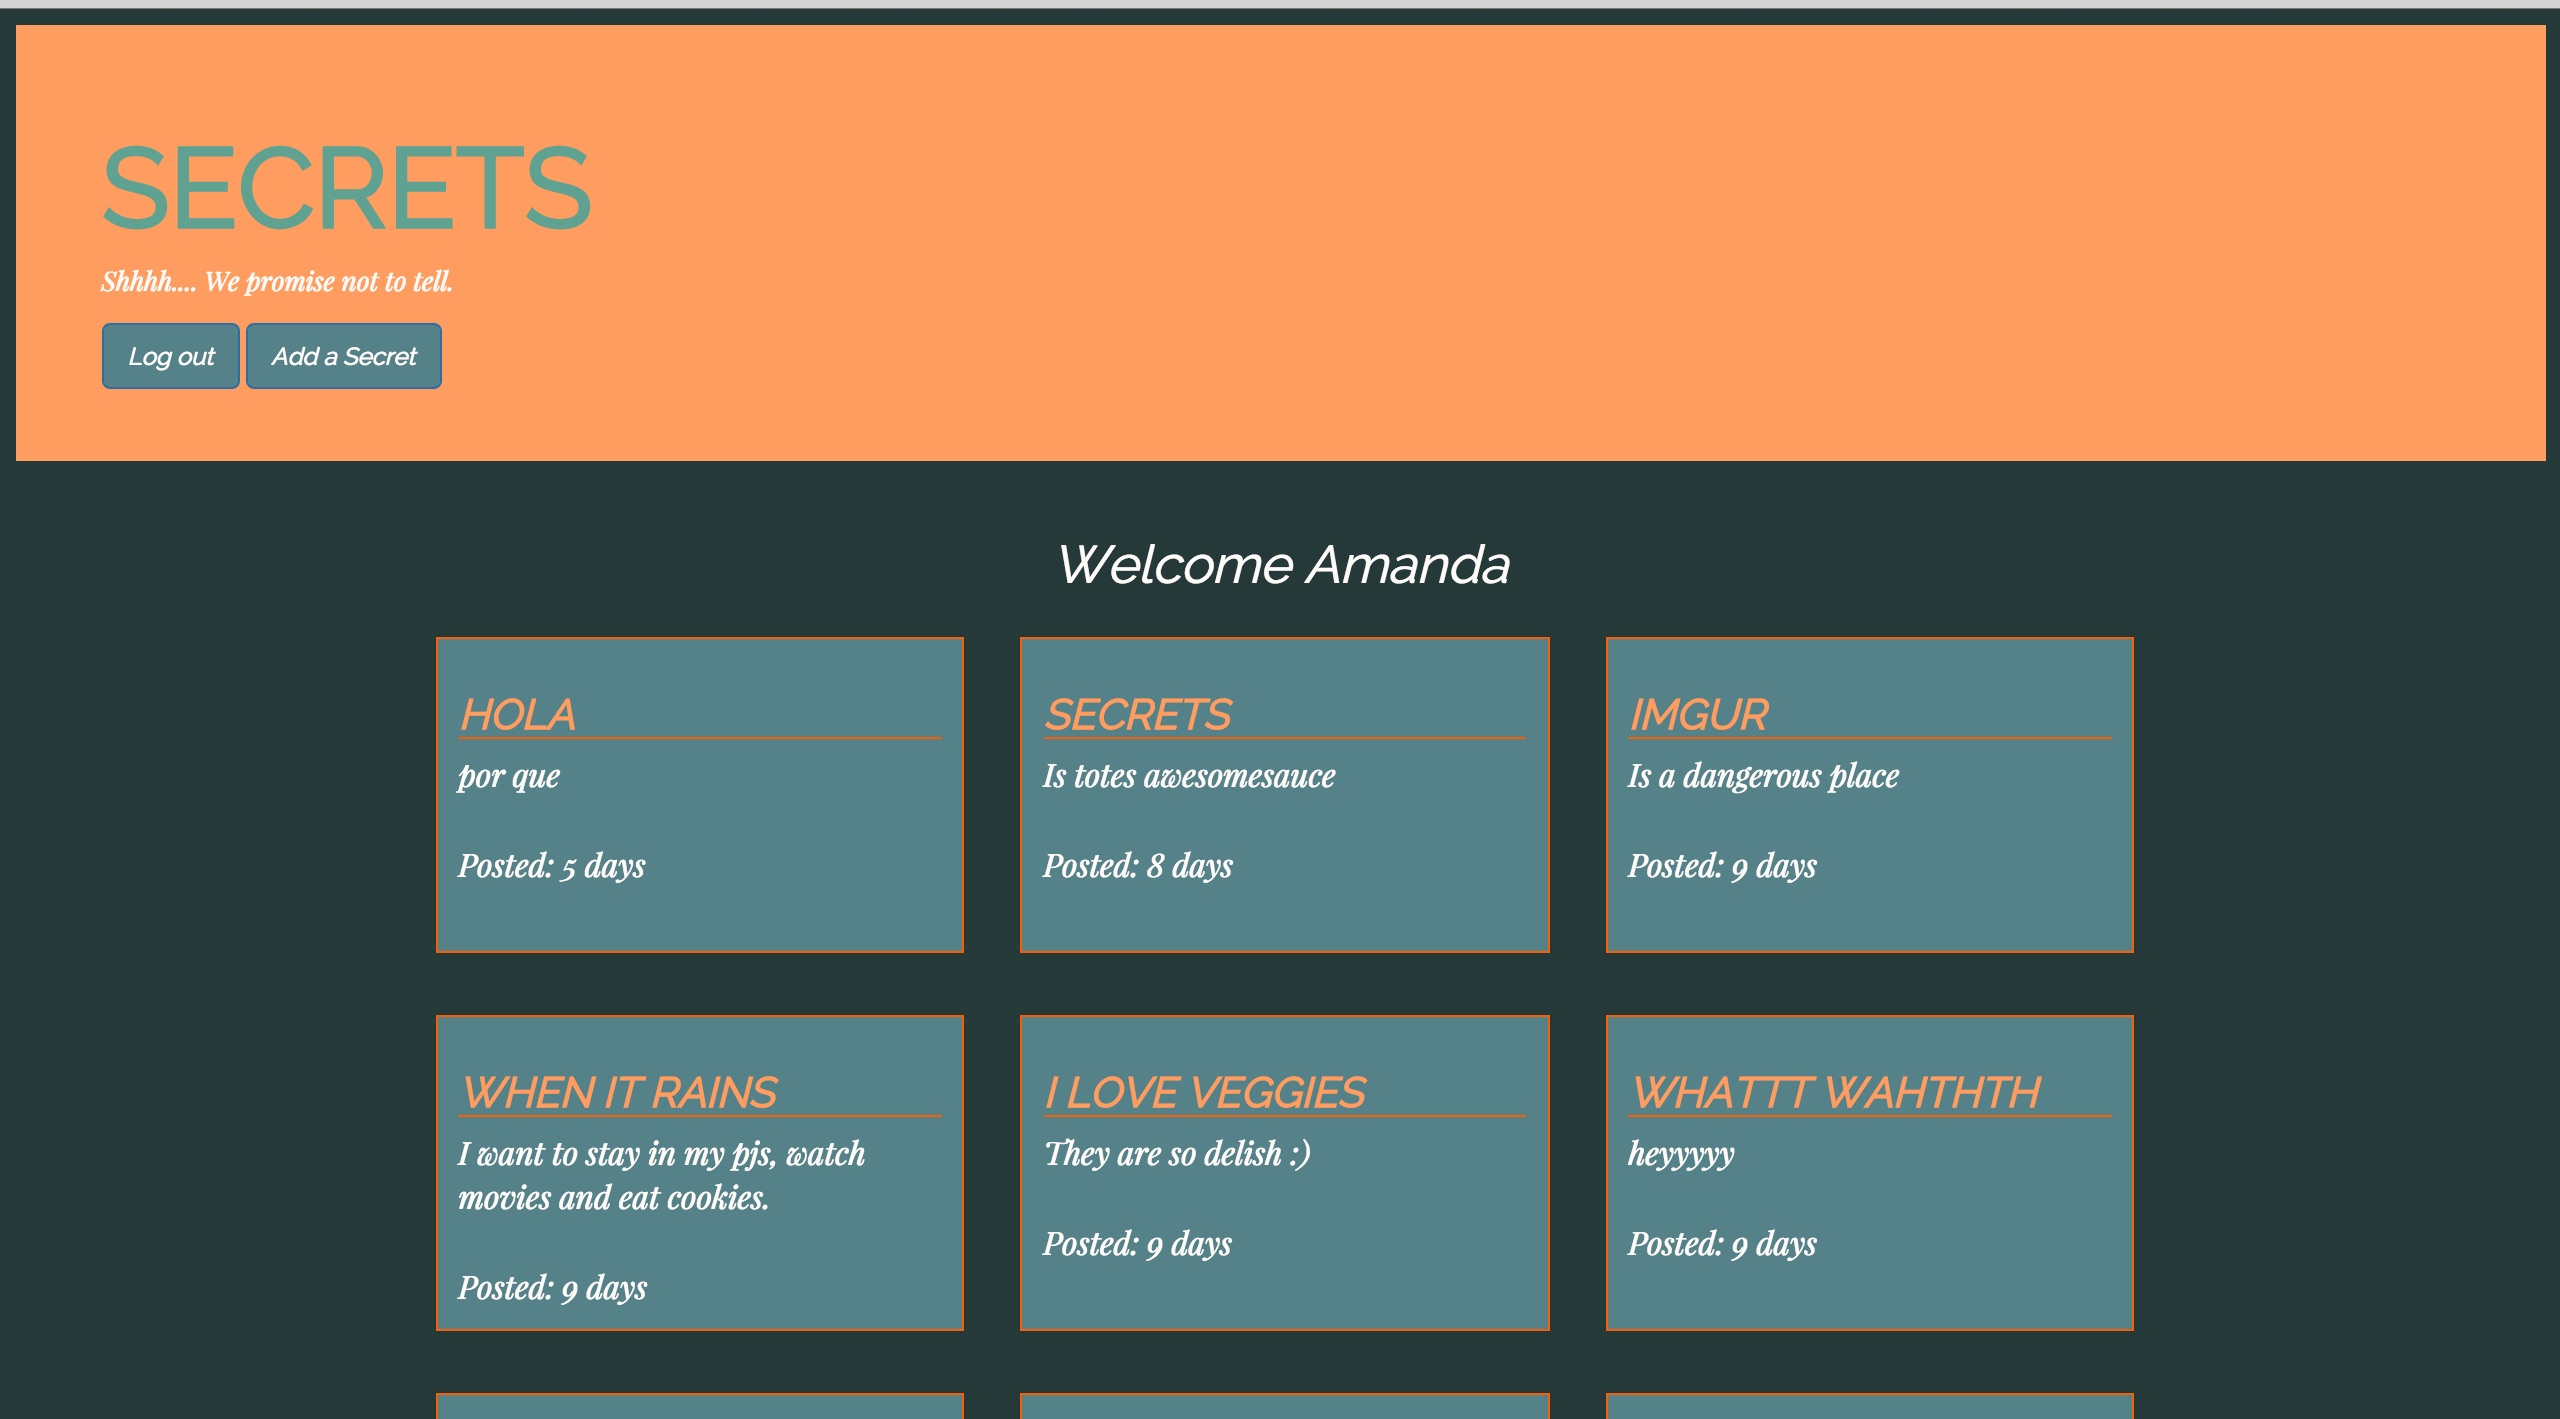 SECRETS
Shhhh.... We promise not to tell.
Log out Add a Secret
Welcome Amanda
HOLA
por que
Posted: 5 days
SECRETS
Is totes awesomesauce
Posted: 8 days
IMGUR
Is a dangerous place
Posted: 9 days
WHEN IT RAINS
I want to stay in my pjs, watch
movies and eat cookies.
Posted: 9 days
I LOVE VEGGIES
They are so delish :)
Posted: 9 days
WHATTT WAHTHTH
heyyyyy
Posted: 9 days